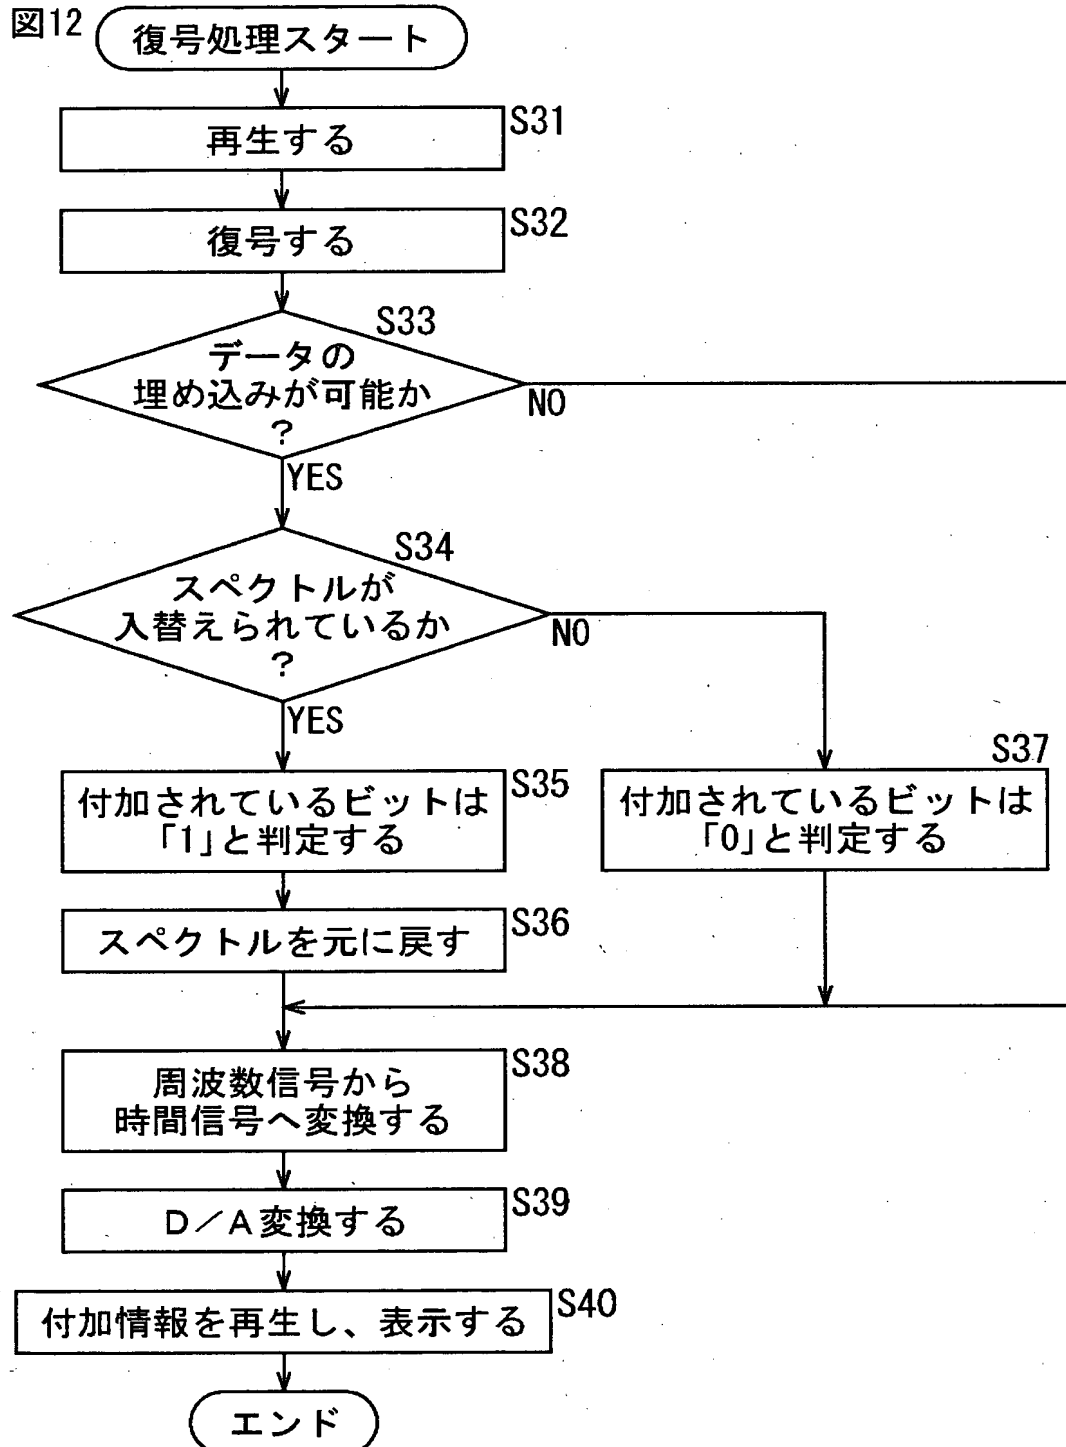 図12
復号処理スタート
再生する
S31
復号する
S32
S33
データの
埋め込みが可能か
?
NO
YES
S34
スペクトルが
入替えられているか
?
NO
YES
付加されているビットは
「1」と判定する
S35
S37
付加されているビットは
「0」と判定する
スペクトルを元に戻す
S36
周波数信号から
時間信号へ変換する
S38
D/A変換する
S39
付加情報を再生し、表示する
S40
エンド